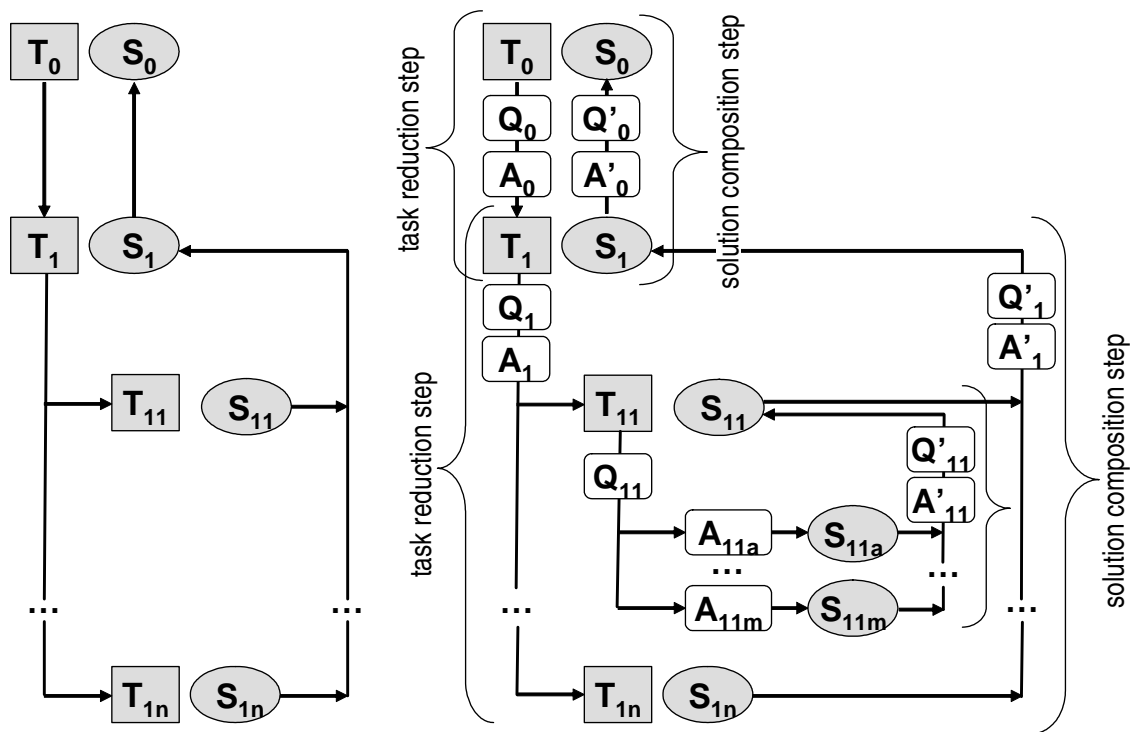 T₀ S₀
T₁ S₁
T₁₁ S₁₁
... ...
T₁ₙ S₁ₙ
task reduction step
T₀ S₀
Q₀ Q’₀
A₀ A’₀
solution composition step
T₁ S₁
Q₁ Q’₁
A₁ A’₁
task reduction step
T₁₁ S₁₁
Q₁₁ Q’₁₁
A’₁₁
A₁₁ₐ S₁₁ₐ
... ...
A₁₁ₘ S₁₁ₘ
... ...
T₁ₙ S₁ₙ
solution composition step